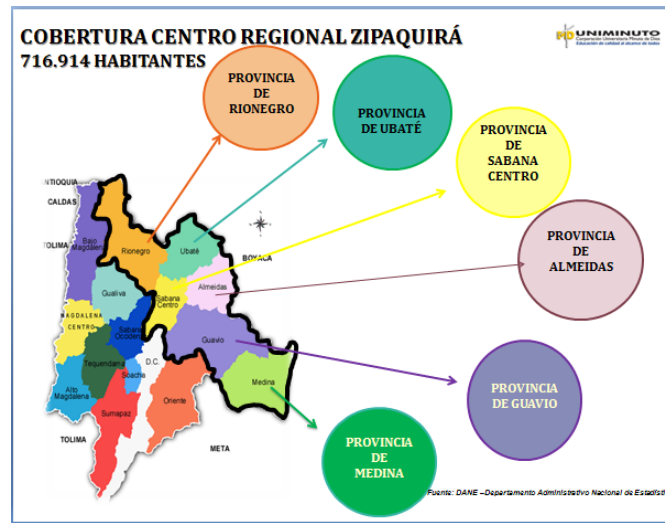 COBERTURA CENTRO REGIONAL ZIPAQUIRÁ
716.914 HABITANTES
UNIMINUTO
Corporación Universitaria Minuto de Dios
Educación de calidad al alcance de todos
PROVINCIA
DE
RIONEGRO
PROVINCIA
DE UBATÉ
PROVINCIA
DE
SABANA
CENTRO
PROVINCIA
DE
ALMEIDAS
PROVINCIA
DE GUAVIO
PROVINCIA
DE
MEDINA
ANTIOQUIA
CALDAS
TOLIMA
Bajo
Magdalena
Rionegro
Ubaté
BOYACA
Gualiva
Almeidas
Sabana
Centro
MAGDALENA
CENTRO
Sabana
Occident
Guavio
D.C.
Tequendama
Soacha
Alto
Magdalena
Medina
Oriente
Sumapaz
TOLIMA
META
Fuente: DANE –Departamento Administrativo Nacional de Estadíst